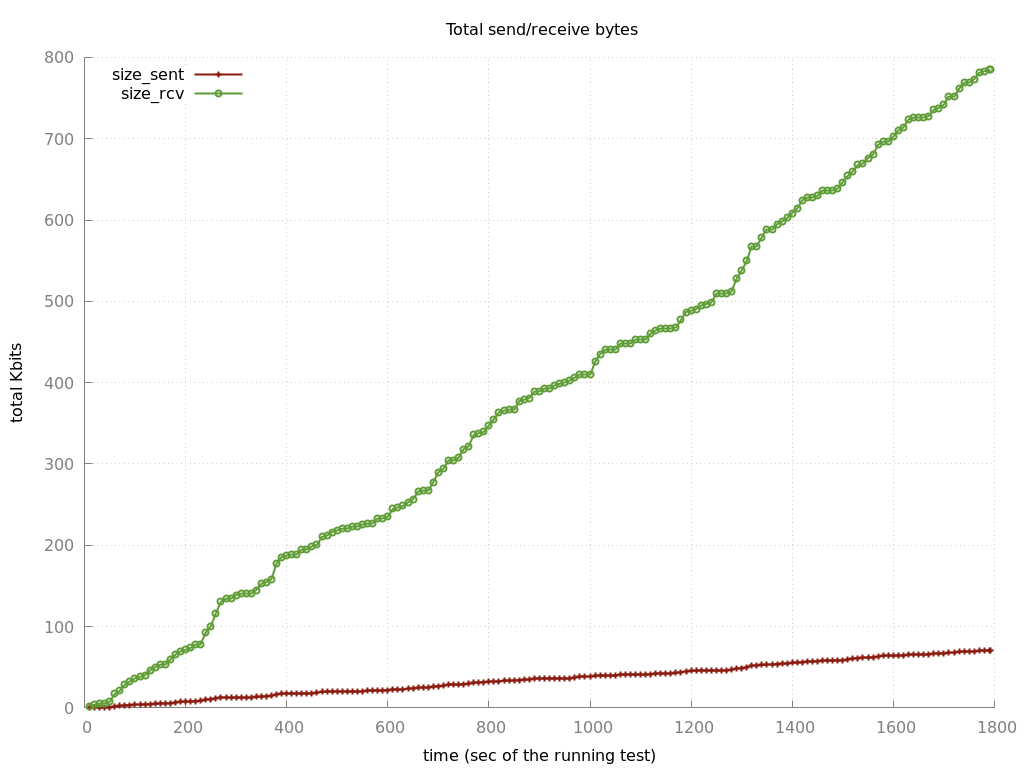 Total send/receive bytes
size_sent
size_rcv
800
700
600
500
400
300
200
100
0
total Kbits
0 200 400 600 800 1000 1200 1400 1600 1800
time (sec of the running test)